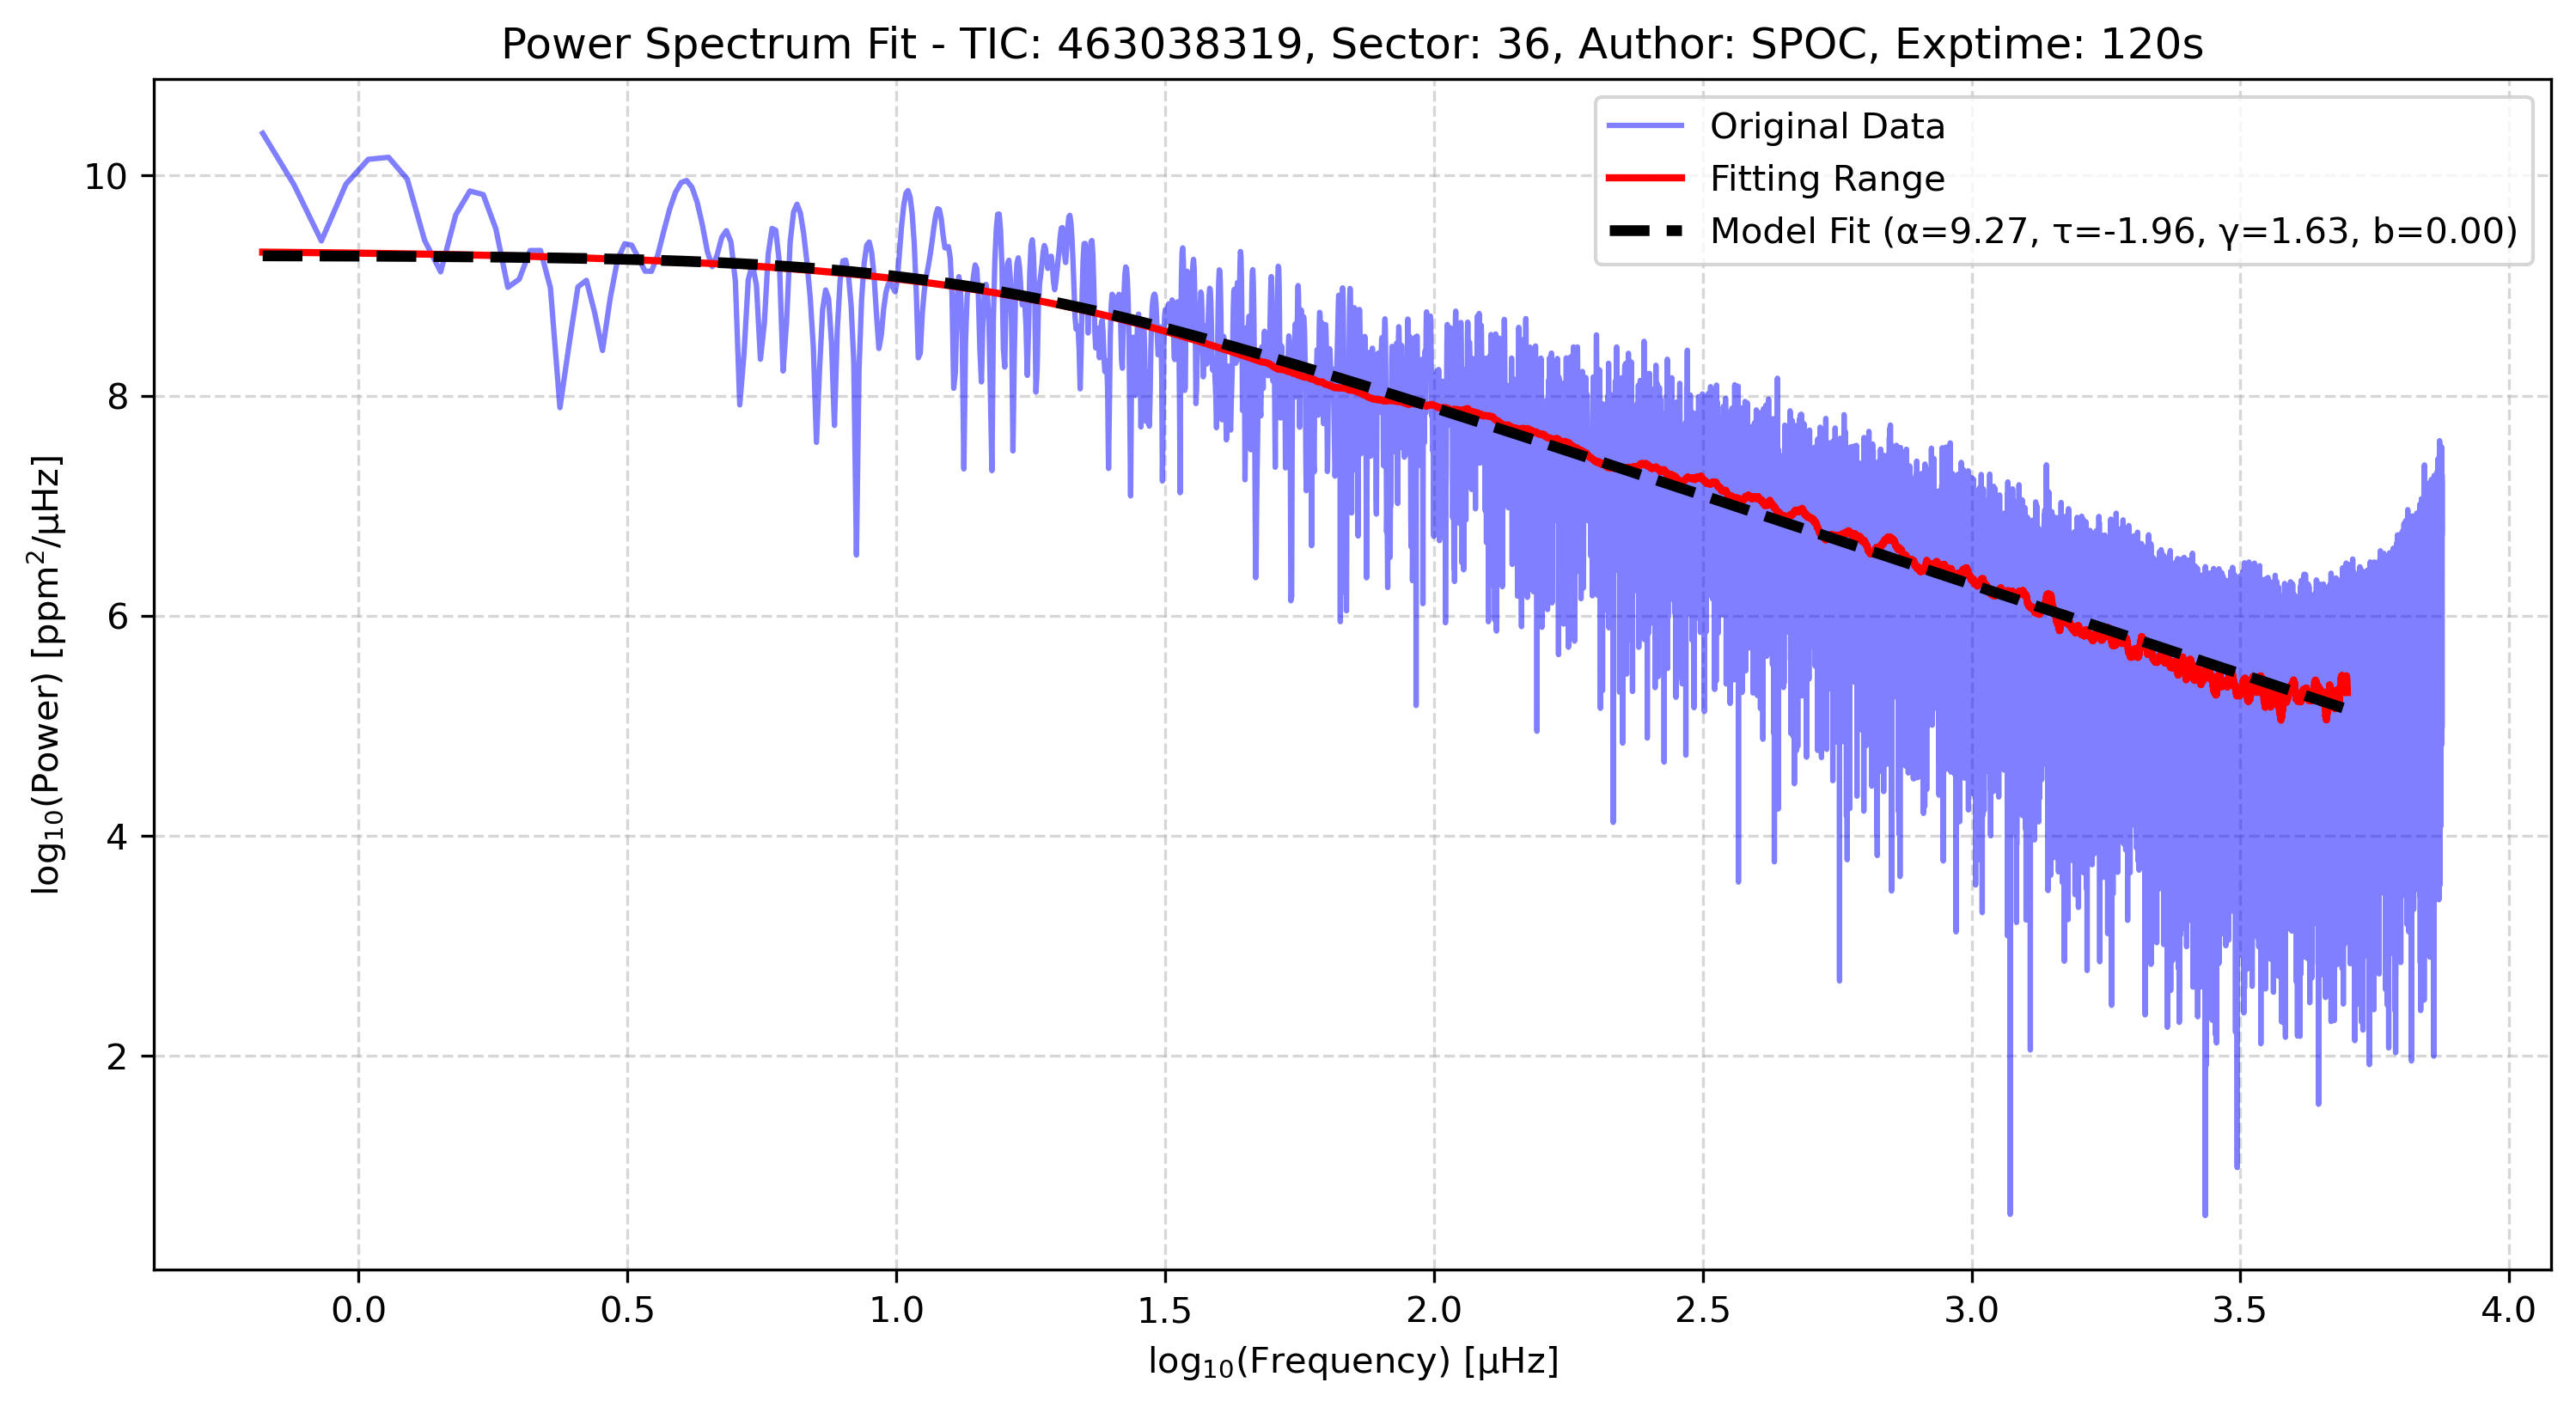 Power Spectrum Fit - TIC: 463038319, Sector: 36, Author: SPOC, Exptime: 120s
Original Data
Fitting Range
Model Fit (α=9.27, τ=-1.96, γ=1.63, b=0.00)
log₁₀(Power) [ppm²/μHz]
10
8
6
4
2
0.0 0.5 1.0 1.5 2.0 2.5 3.0 3.5 4.0
log₁₀(Frequency) [μHz]